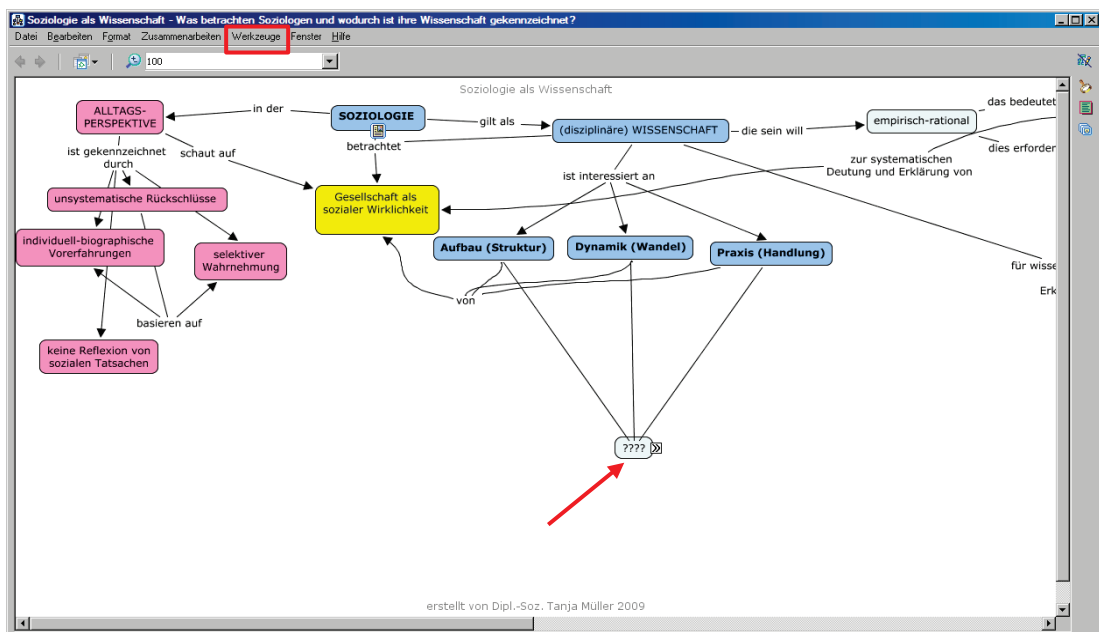 Soziologie als Wissenschaft - Was betrachten Soziologen und wodurch ist ihre Wissenschaft gekennzeichnet?
Datei Bearbeiten Format Zusammenarbeiten Werkzeuge Fenster Hilfe
100
Soziologie als Wissenschaft
ALLTAGS-
PERSPEKTIVE
in der
SOZIOLOGIE
gilt als
(disziplinäre) WISSENSCHAFT
die sein will
empirisch-rational
das bedeutet
dies erforder
ist gekennzeichnet
durch
schaut auf
betrachtet
ist interessiert an
zur systematischen
Deutung und Erklärung von
unsystematische Rückschlüsse
Gesellschaft als
sozialer Wirklichkeit
individuell-biographische
Vorerfahrungen
selektiver
Wahrnehmung
Aufbau (Struktur)
Dynamik (Wandel)
Praxis (Handlung)
für wisse
Erk
von
basieren auf
keine Reflexion von
sozialen Tatsachen
????
erstellt von Dipl.-Soz. Tanja Müller 2009